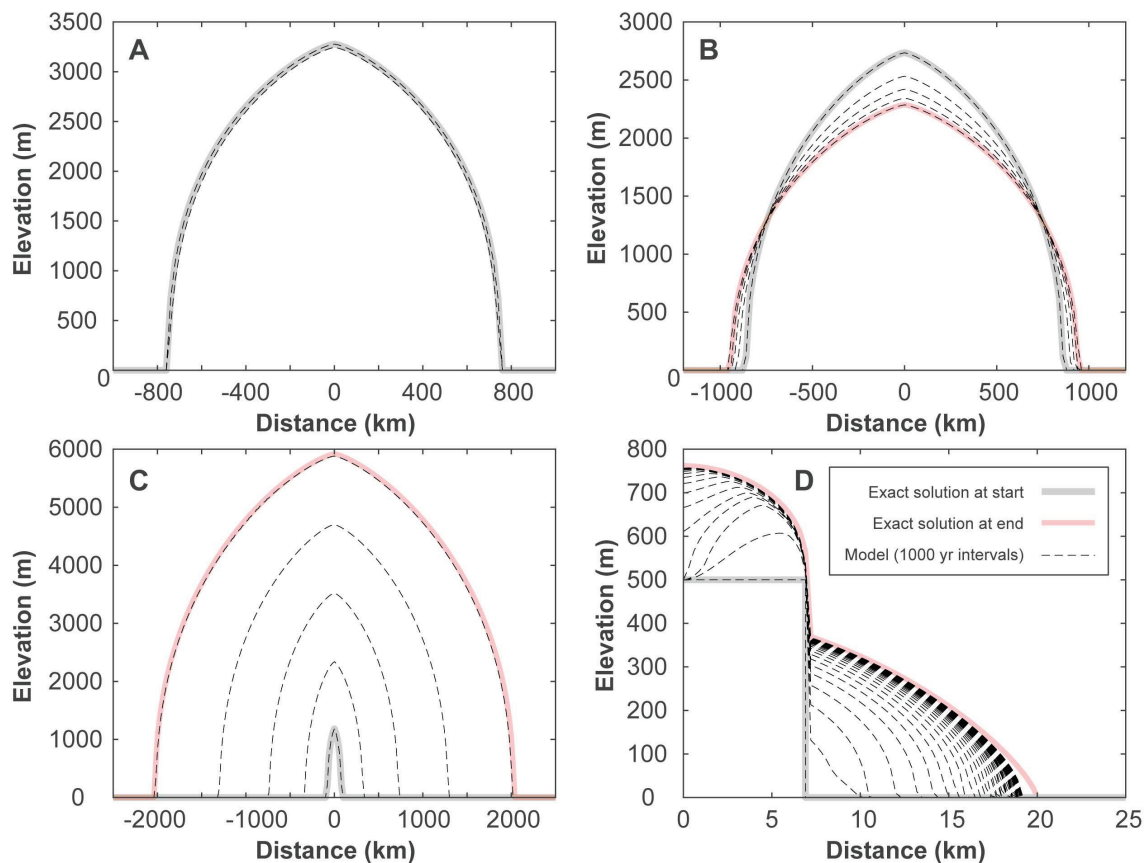 A
3500
3000
2500
2000
1500
1000
500
0
Elevation (m)
-800 -400 0 400 800
Distance (km)
B
3000
2500
2000
1500
1000
500
0
Elevation (m)
-1000 -500 0 500 1000
Distance (km)
C
6000
5000
4000
3000
2000
1000
0
Elevation (m)
-2000 -1000 0 1000 2000
Distance (km)
D
800
700
600
500
400
300
200
100
0
Elevation (m)
Exact solution at start
Exact solution at end
Model (1000 yr intervals)
0 5 10 15 20 25
Distance (km)